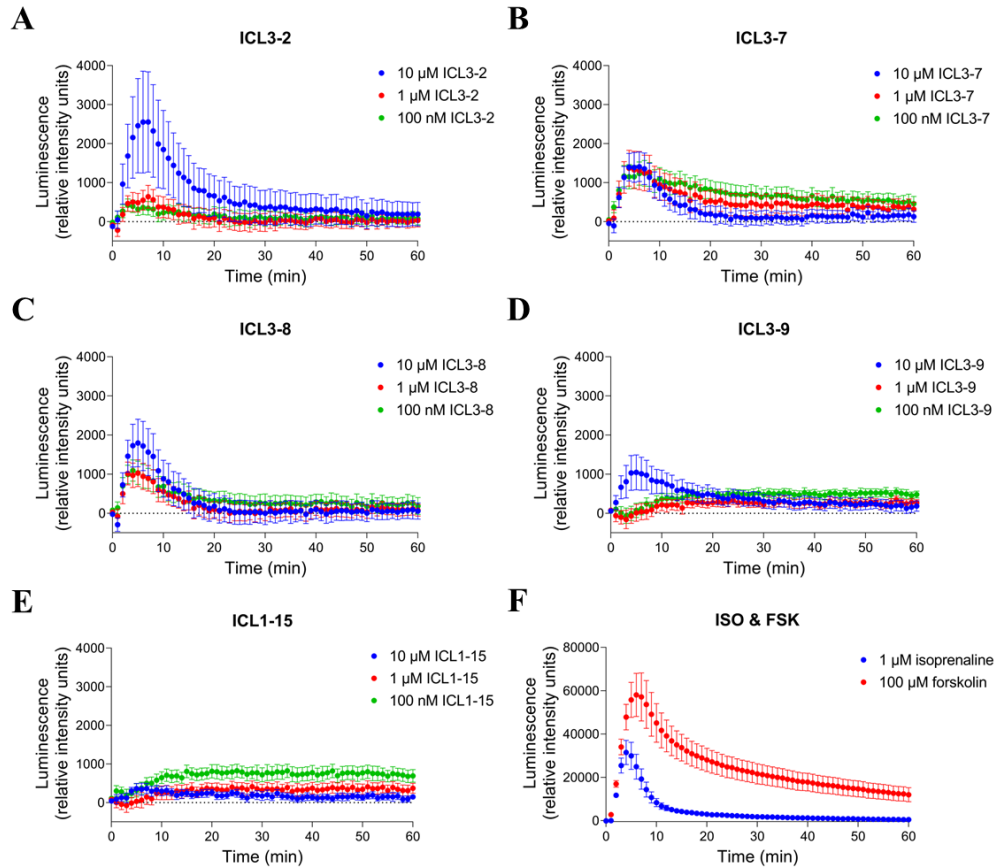 A
ICL3-2
Luminescence
(relative intensity units)
4000
3000
2000
1000
0
0 10 20 30 40 50 60
Time (min)
10 µM ICL3-2
1 µM ICL3-2
100 nM ICL3-2
B
ICL3-7
Luminescence
(relative intensity units)
4000
3000
2000
1000
0
0 10 20 30 40 50 60
Time (min)
10 µM ICL3-7
1 µM ICL3-7
100 nM ICL3-7
C
ICL3-8
Luminescence
(relative intensity units)
4000
3000
2000
1000
0
0 10 20 30 40 50 60
Time (min)
10 µM ICL3-8
1 µM ICL3-8
100 nM ICL3-8
D
ICL3-9
Luminescence
(relative intensity units)
4000
3000
2000
1000
0
0 10 20 30 40 50 60
Time (min)
10 µM ICL3-9
1 µM ICL3-9
100 nM ICL3-9
E
ICL1-15
Luminescence
(relative intensity units)
4000
3000
2000
1000
0
0 10 20 30 40 50 60
Time (min)
10 µM ICL1-15
1 µM ICL1-15
100 nM ICL1-15
F
ISO & FSK
Luminescence
(relative intensity units)
80000
60000
40000
20000
0
0 10 20 30 40 50 60
Time (min)
1 µM isoprenaline
100 µM forskolin